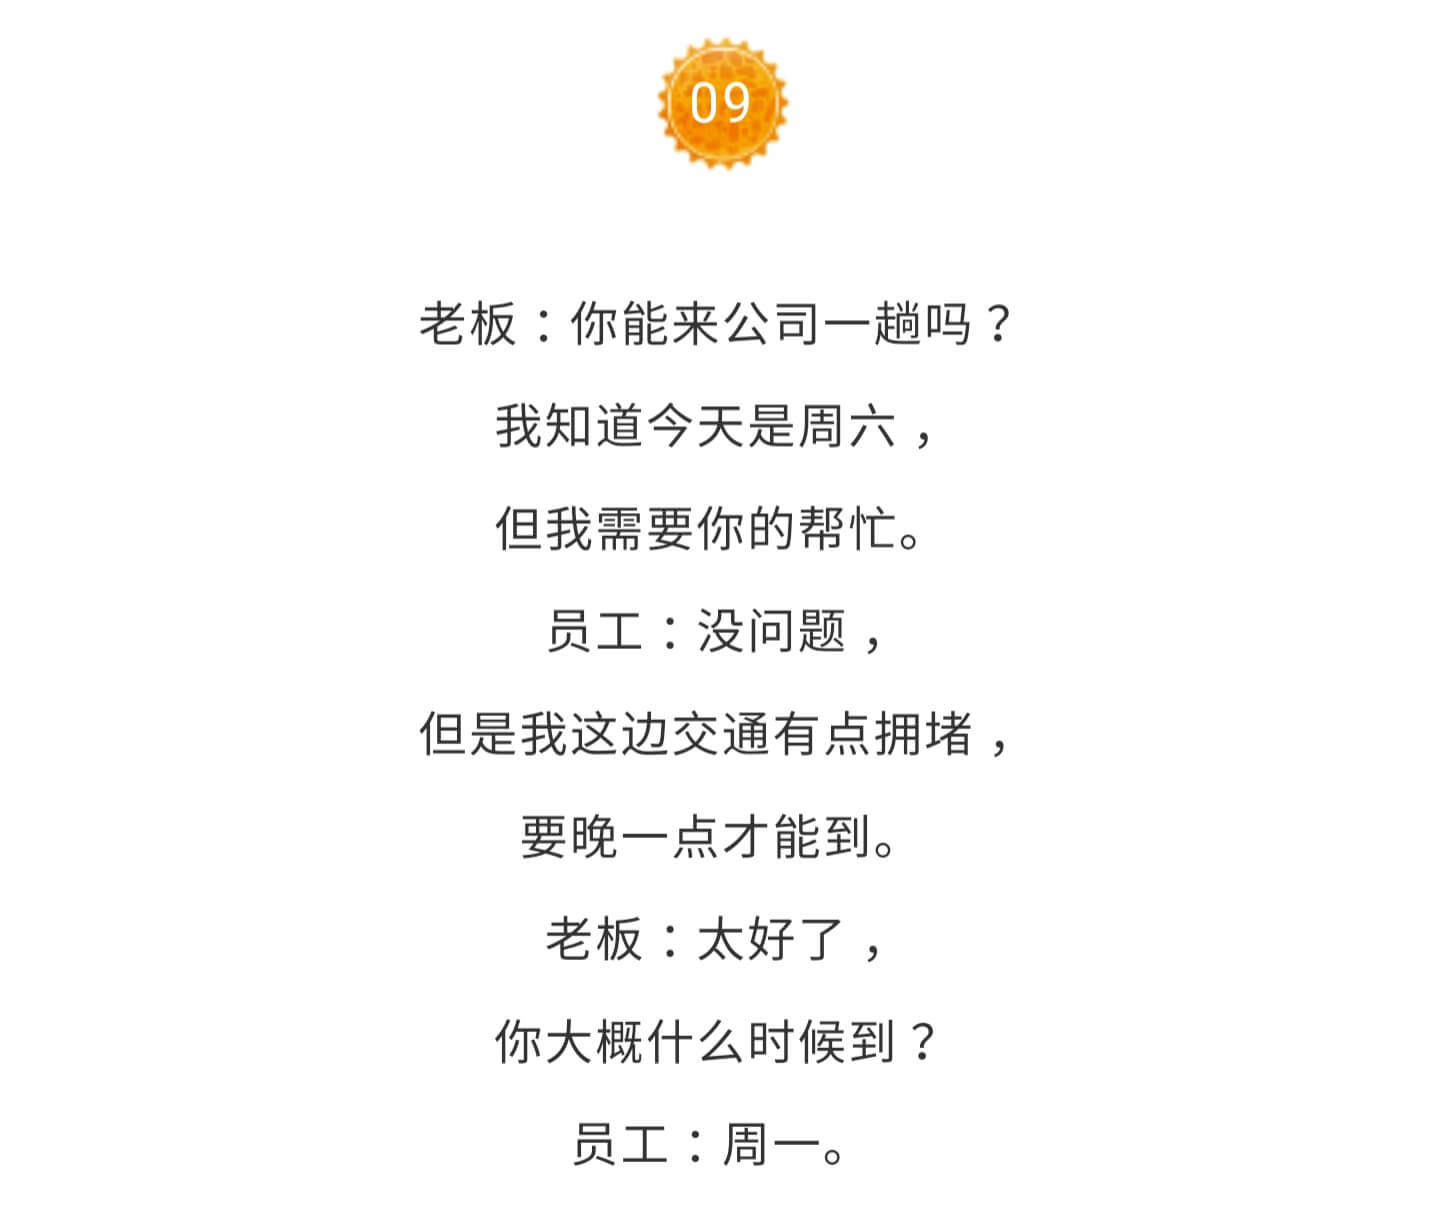 09
老板：你能来公司一趟吗？
我知道今天是周六，
但我需要你的帮忙。
员工：没问题，
但是我这边交通有点拥堵，
要晚一点才能到。
老板：太好了，
你大概什么时候到？
员工：周一。